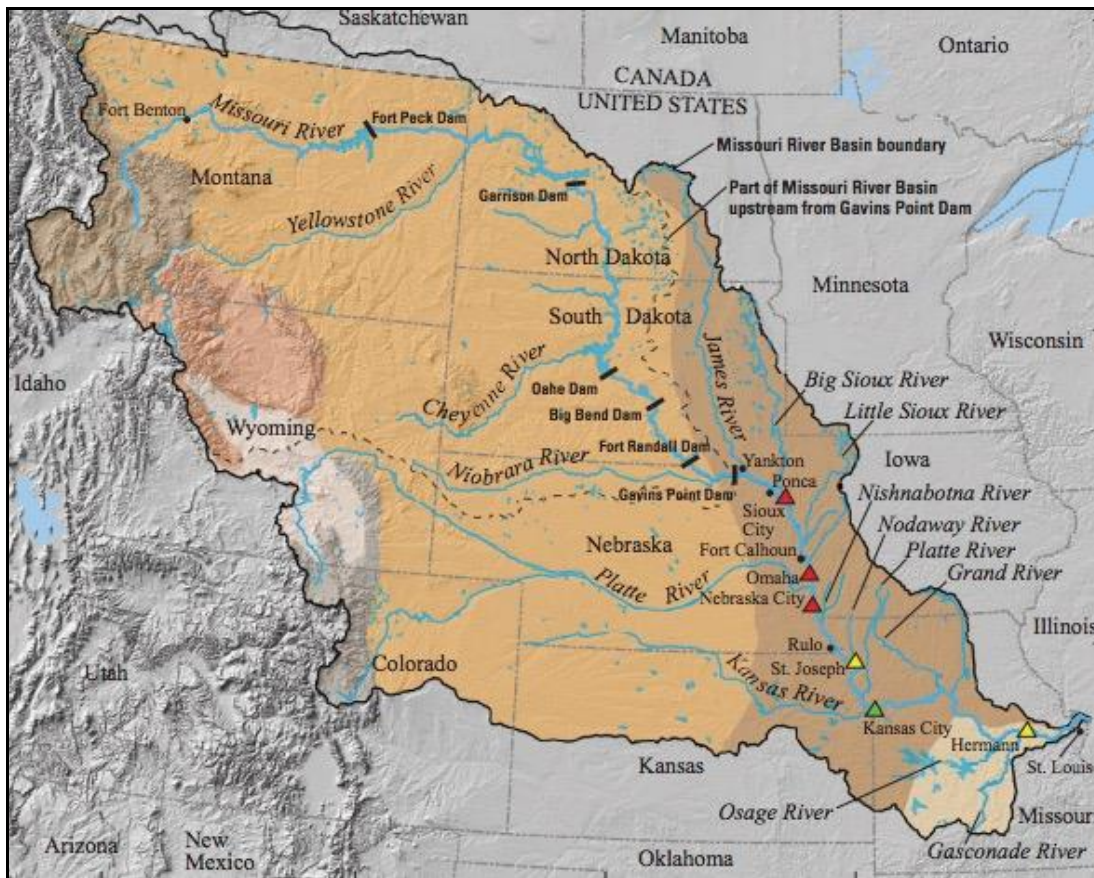 Saskatchewan
Manitoba
Ontario
CANADA
UNITED STATES
Fort Benton
Missouri River
Fort Peck Dam
Missouri River Basin boundary
Montana
Part of Missouri River Basin
upstream from Gavins Point Dam
Garrison Dam
Yellowstone River
North Dakota
Minnesota
South Dakota
Wisconsin
James River
Idaho
Big Sioux River
Cheyenne River
Oahe Dam
Little Sioux River
Big Bend Dam
Wyoming
Fort Randall Dam
Iowa
Niobrara River
Yankton
Ponca
Gavins Point Dam
Nishnabotna River
Sioux
City
Nodaway River
Nebraska
Fort Calhoun
Platte River
Omaha
Grand River
Platte River
Nebraska City
Illinois
Rulo
Utah
Colorado
St. Joseph
Kansas River
Kansas City
Hermann
Kansas
St. Louis
Osage River
Missouri
Arizona
New
Mexico
Oklahoma
Gasconade River